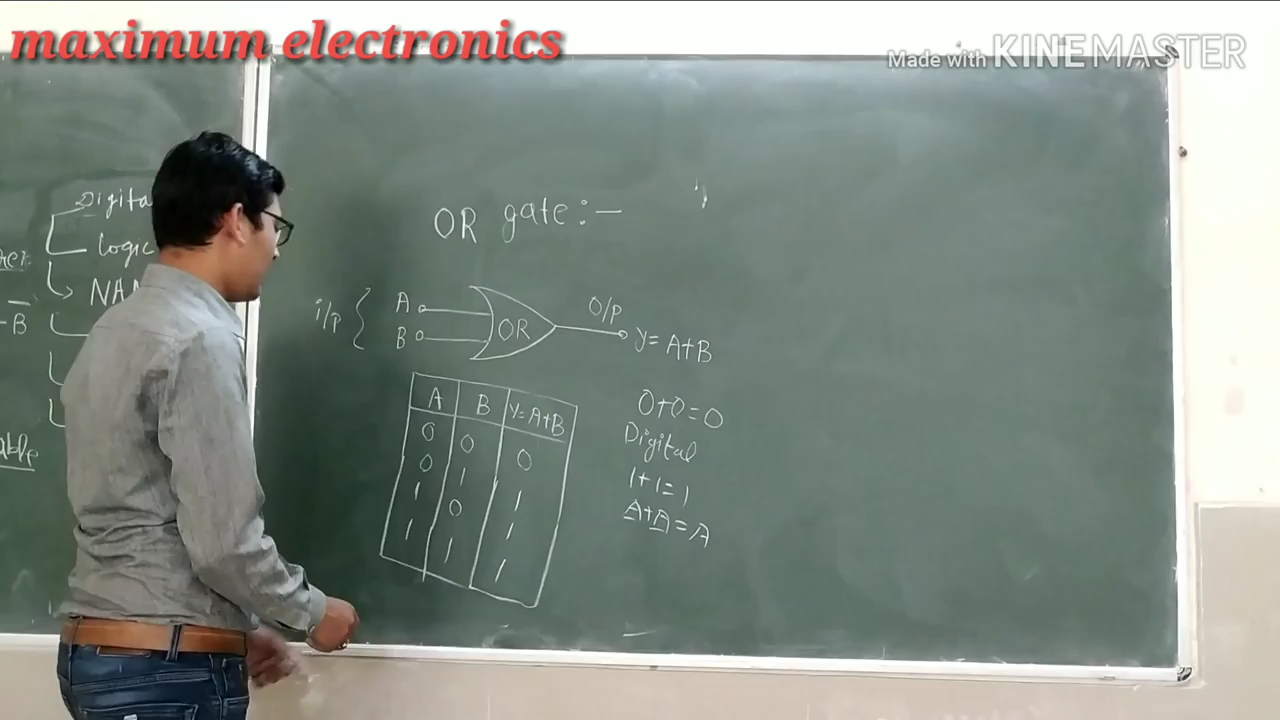 maximum electronics
Made with KINEMASTER
Digita
Logic
NAN
B
OR gate:-
i/p { A
B
OR
O/P
y = A+B
A B Y=A+B
0 0 0
0 1 1
1 0 1
1 1 1
0+0=0
Digital
1+1=1
A+A=A